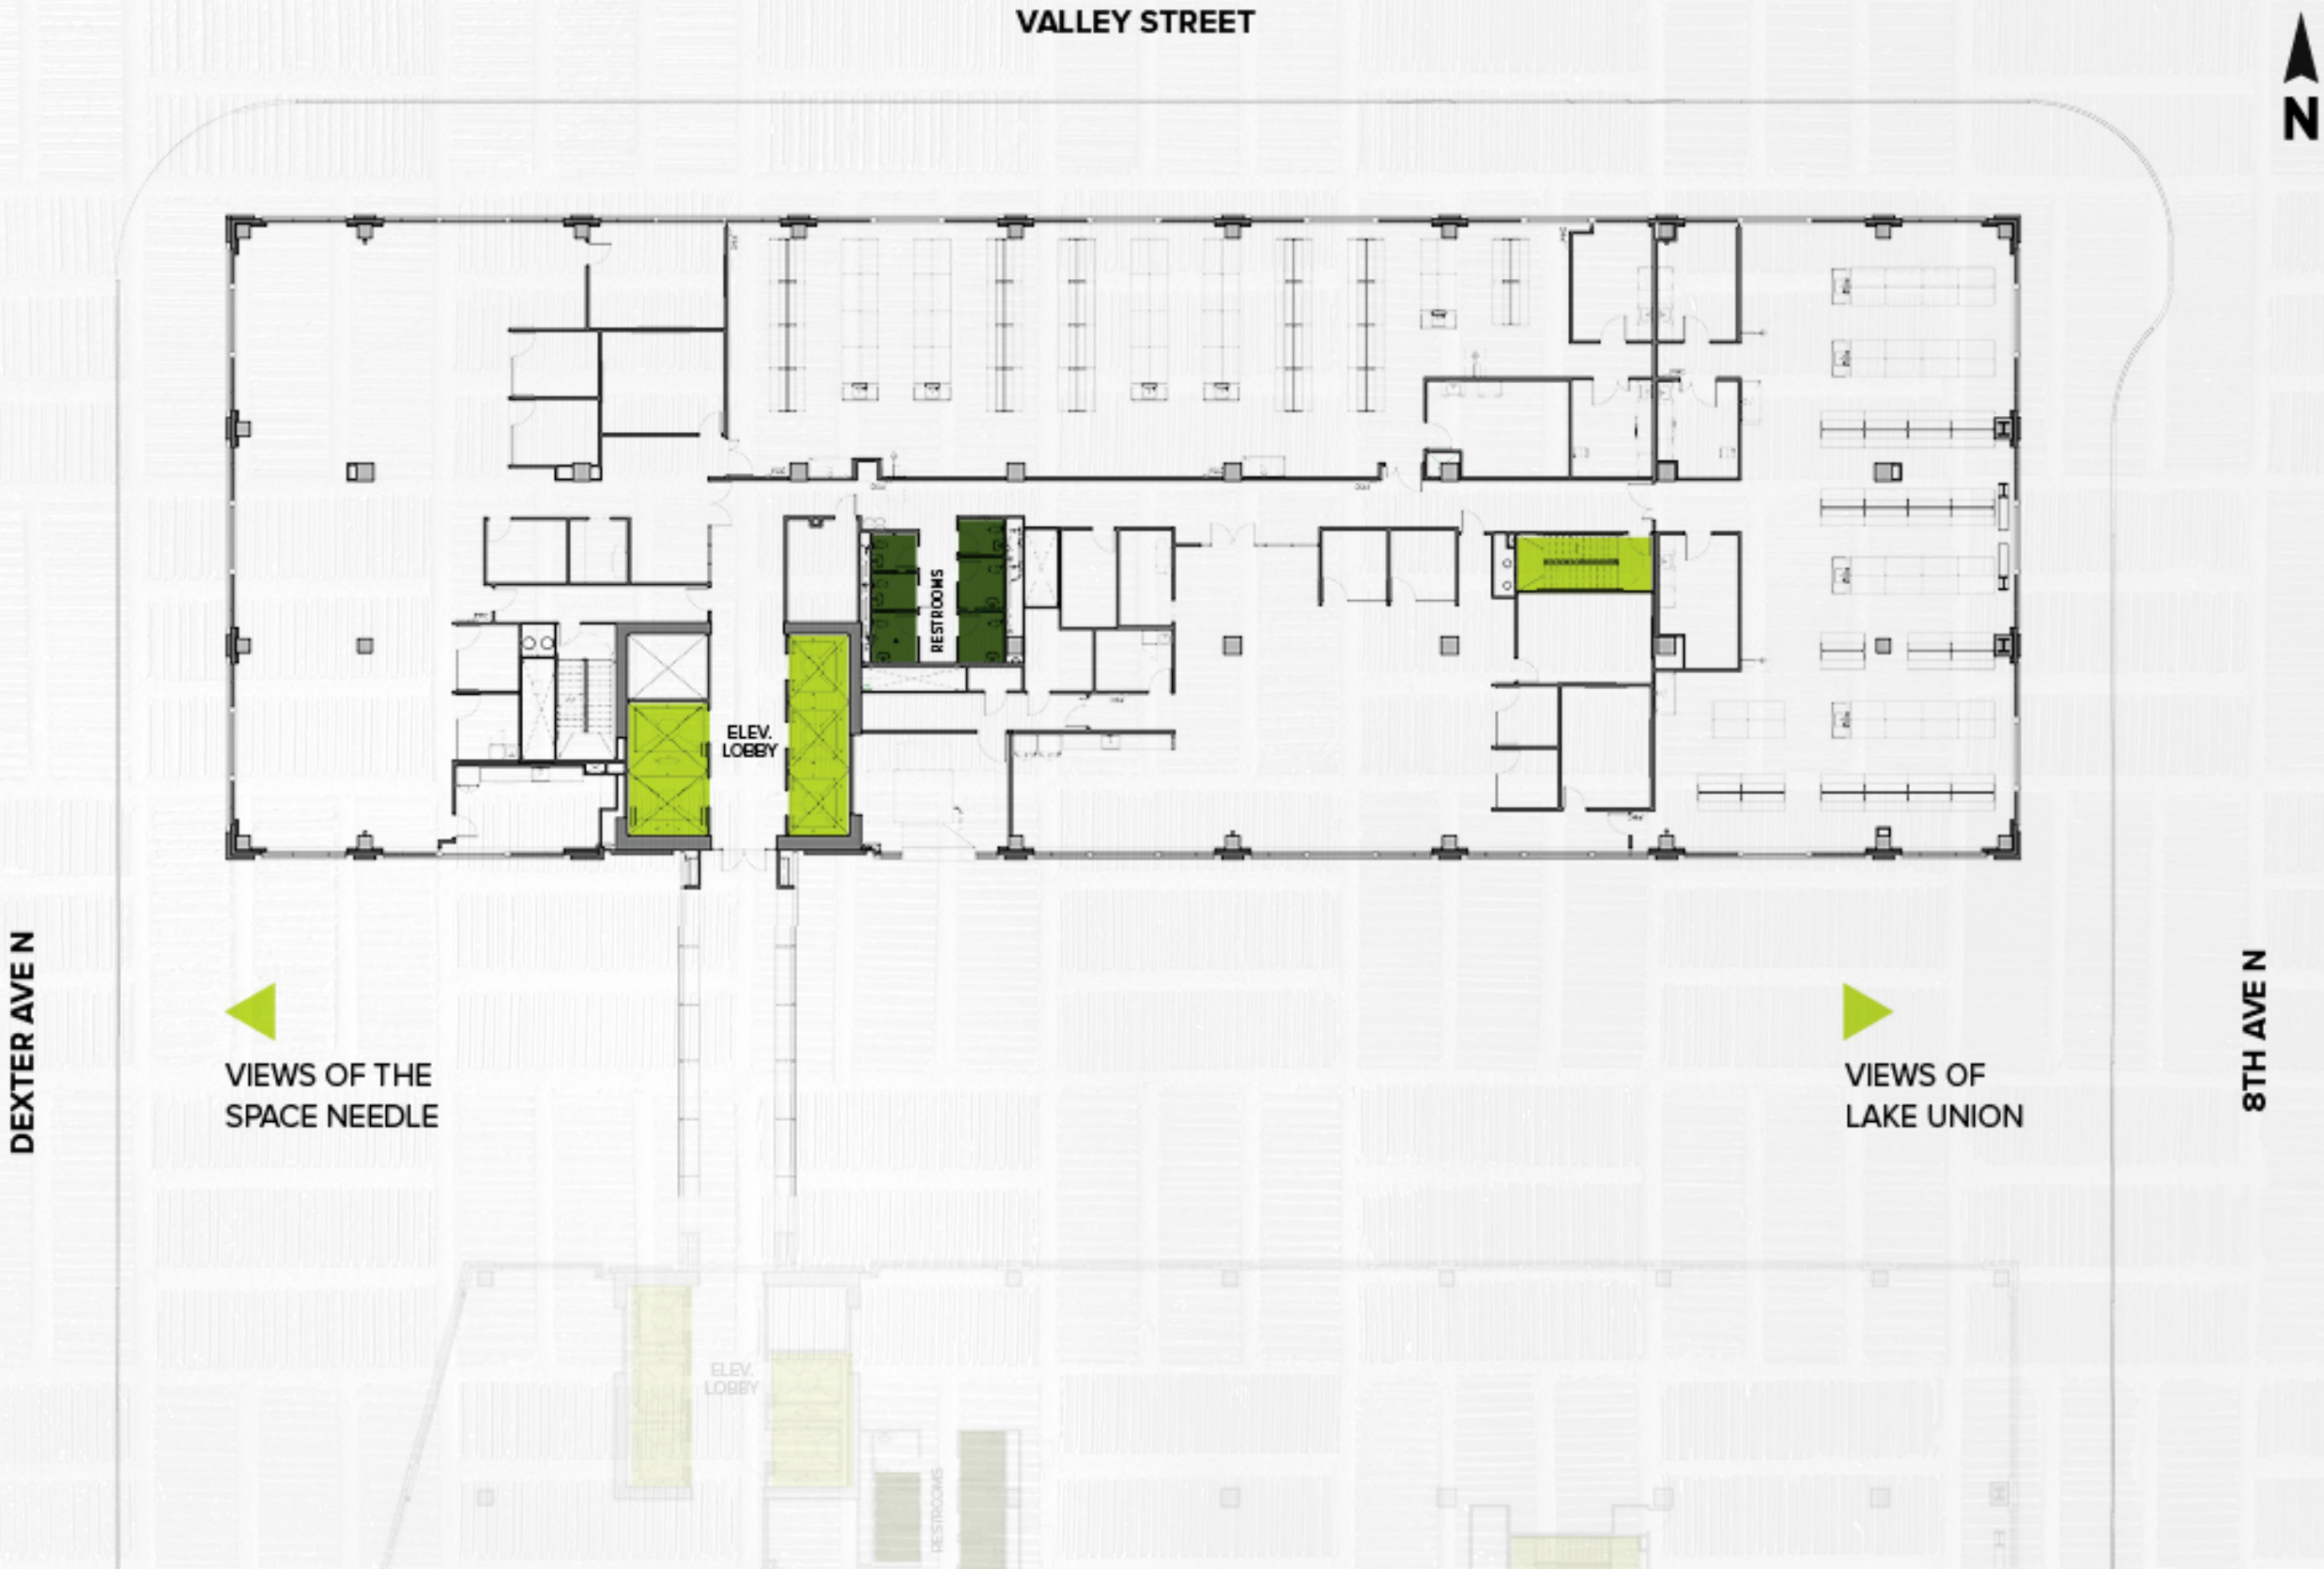 VALLEY STREET
N
RESTROOMS
ELEV.
LOBBY
DEXTER AVE N
VIEWS OF THE
SPACE NEEDLE
VIEWS OF
LAKE UNION
8TH AVE N
ELEV.
LOBBY
RESTROOMS